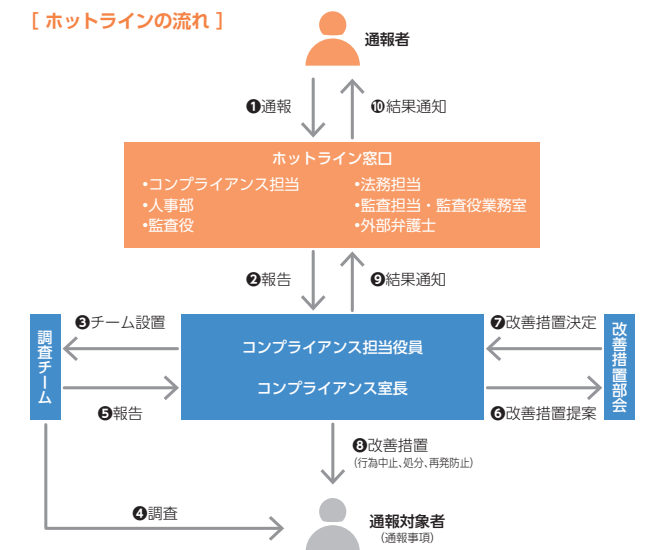 [ ホットラインの流れ ]
通報者
❶通報
❿結果通知
ホットライン窓口
•コンプライアンス担当
•人事部
•監査役
•法務担当
•監査担当・監査役業務室
•外部弁護士
❷報告
❾結果通知
❸チーム設置
❼改善措置決定
調査チーム
コンプライアンス担当役員
コンプライアンス室長
改善措置部会
❺報告
❻改善措置提案
❽改善措置
(行為中止、処分、再発防止)
❹調査
通報対象者
(通報事項)